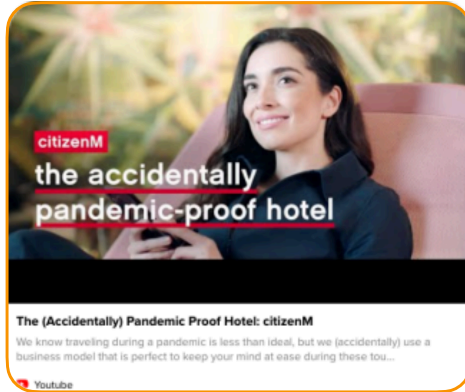 citizenM
the accidentally
pandemic-proof hotel
The (Accidentally) Pandemic Proof Hotel: citizenM
We know traveling during a pandemic is less than ideal, but we (accidentally) use a
business model that is perfect to keep your mind at ease during these tou...
Youtube